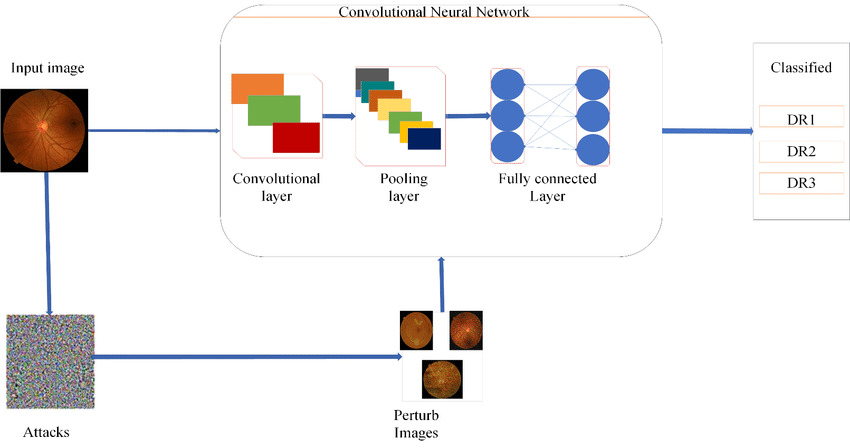 Convolutional Neural Network
Input image
Convolutional
layer
Pooling
layer
Fully connected
Layer
Classified
DR1
DR2
DR3
Attacks
Perturb
Images